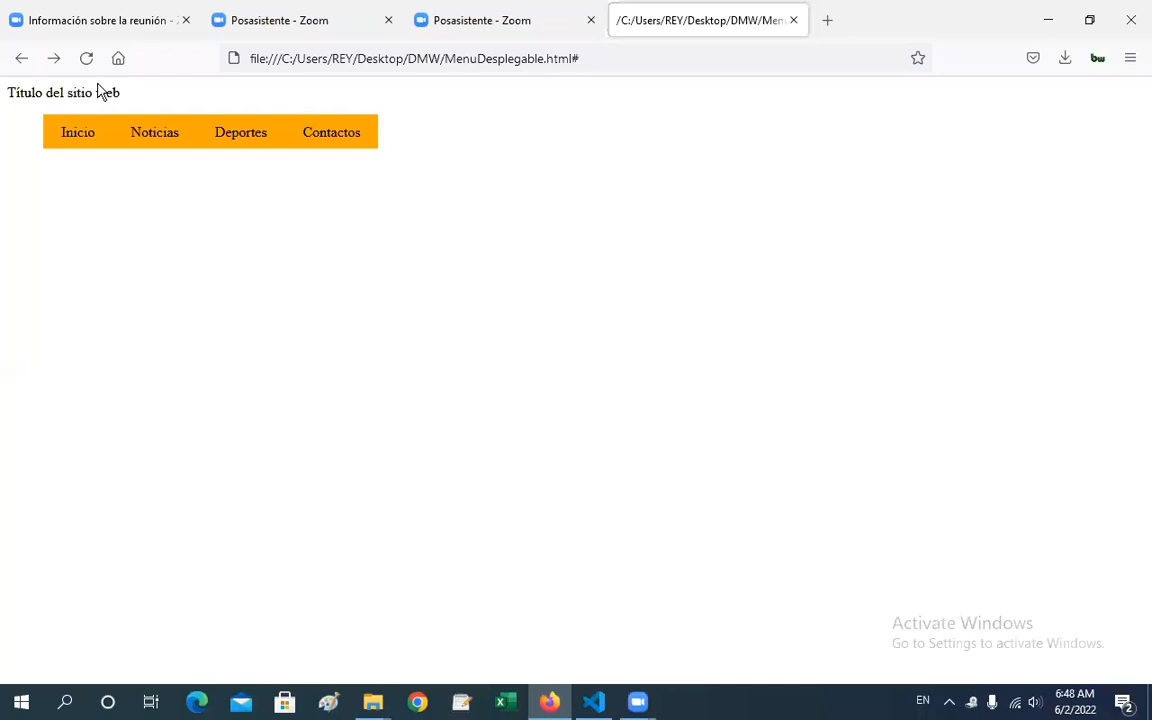 Información sobre la reunión -
Posasistente - Zoom
Posasistente - Zoom
/C:/Users/REY/Desktop/DMW/Men
file:///C:/Users/REY/Desktop/DMW/MenuDesplegable.html#
bw
Título del sitio web
Inicio Noticias Deportes Contactos
Activate Windows
Go to Settings to activate Windows.
EN
6:48 AM
6/2/2022
2